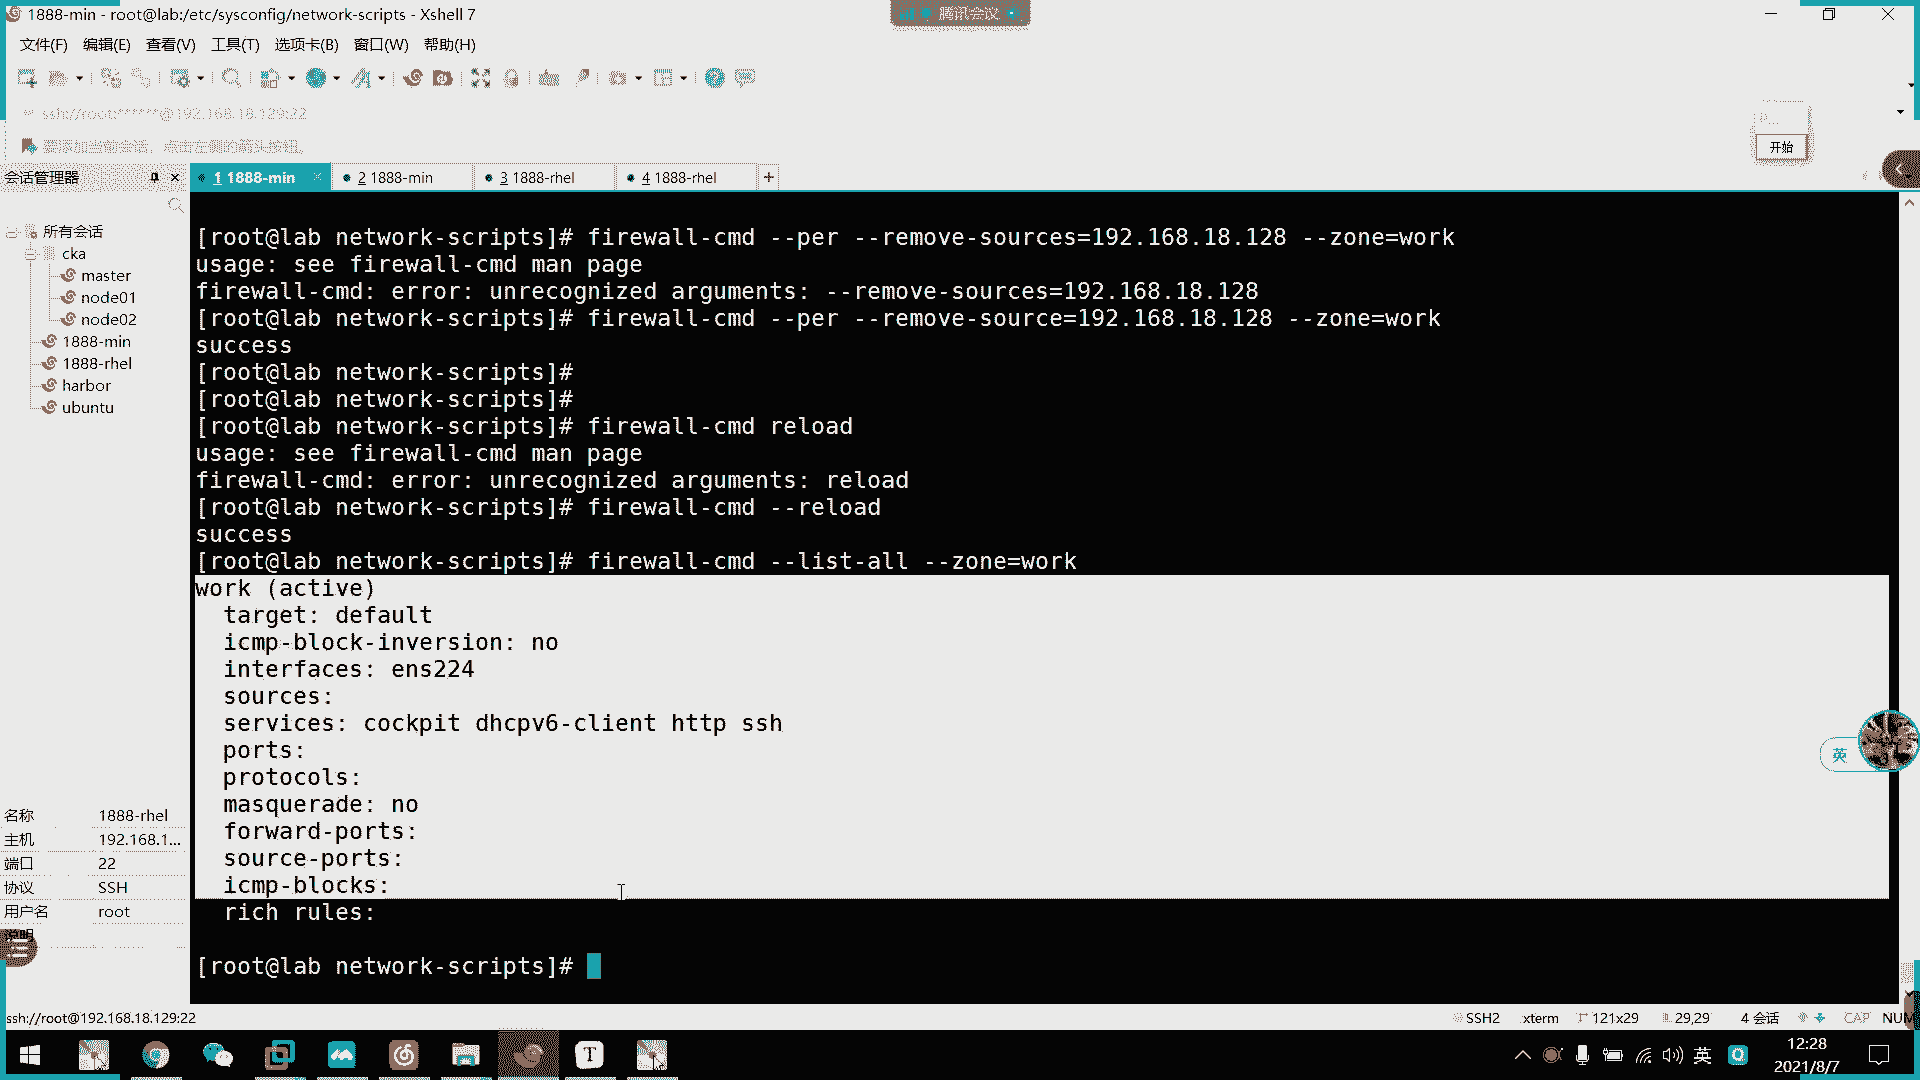 1888-min - root@lab:/etc/sysconfig/network-scripts - Xshell 7
腾讯会议
文件(F) 编辑(E) 查看(V) 工具(T) 选项卡(B) 窗口(W) 帮助(H)
ssh://root:******@192.168.18.129:22
要添加当前会话，点击左侧的箭头按钮。
开始
会话管理器
1 1888-min
2 1888-min
3 1888-rhel
4 1888-rhel
所有会话
cka
master
node01
node02
1888-min
1888-rhel
harbor
ubuntu
名称 1888-rhel
主机 192.168.1...
端口 22
协议 SSH
用户名 root
说明
[root@lab network-scripts]# firewall-cmd --per --remove-sources=192.168.18.128 --zone=work
usage: see firewall-cmd man page
firewall-cmd: error: unrecognized arguments: --remove-sources=192.168.18.128
[root@lab network-scripts]# firewall-cmd --per --remove-source=192.168.18.128 --zone=work
success
[root@lab network-scripts]#
[root@lab network-scripts]#
[root@lab network-scripts]# firewall-cmd reload
usage: see firewall-cmd man page
firewall-cmd: error: unrecognized arguments: reload
[root@lab network-scripts]# firewall-cmd --reload
success
[root@lab network-scripts]# firewall-cmd --list-all --zone=work
work (active)
target: default
icmp-block-inversion: no
interfaces: ens224
sources:
services: cockpit dhcpv6-client http ssh
ports:
protocols:
masquerade: no
forward-ports:
source-ports:
icmp-blocks:
rich rules:
[root@lab network-scripts]#
英
ssh://root@192.168.18.129:22
SSH2 xterm 121x29 29,29 4 会话 CAP NUM
英
12:28
2021/8/7